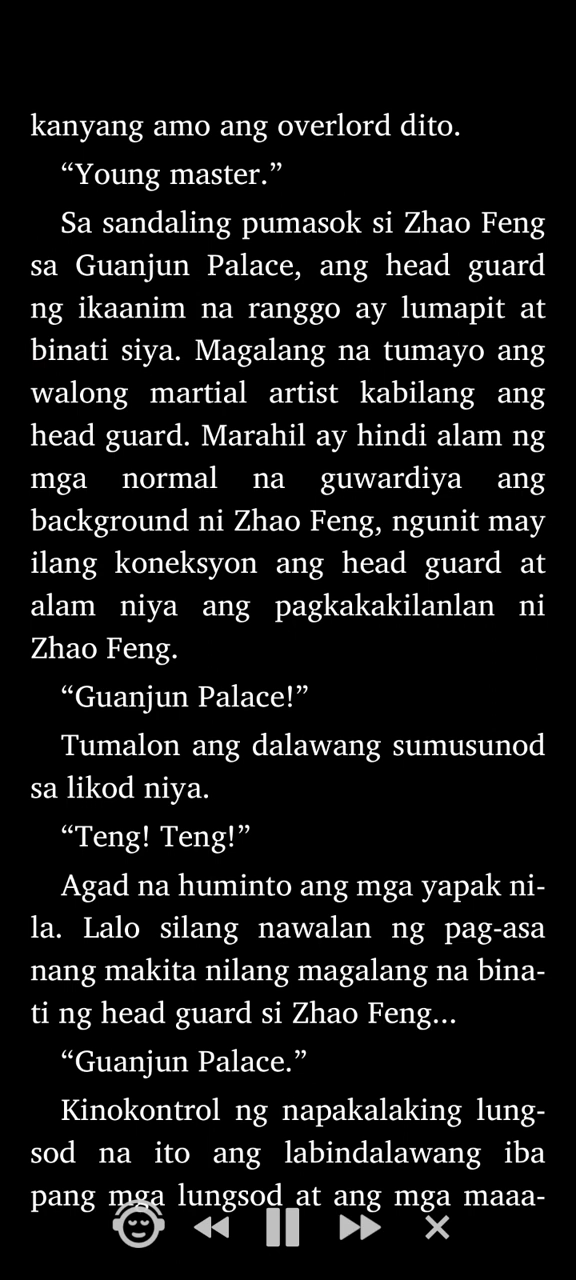 kanyang amo ang overlord dito.
“Young master.”
Sa sandaling pumasok si Zhao Feng
sa Guanjun Palace, ang head guard
ng ikaanim na ranggo ay lumapit at
binati siya. Magalang na tumayo ang
walong martial artist kabilang ang
head guard. Marahil ay hindi alam ng
mga normal na guwardiya ang
background ni Zhao Feng, ngunit may
ilang koneksyon ang head guard at
alam niya ang pagkakakilanlan ni
Zhao Feng.
“Guanjun Palace!”
Tumalon ang dalawang sumusunod
sa likod niya.
“Teng! Teng!”
Agad na huminto ang mga yapak ni-
la. Lalo silang nawalan ng pag-asa
nang makita nilang magalang na bina-
ti ng head guard si Zhao Feng...
“Guanjun Palace.”
Kinokontrol ng napakalaking lung-
sod na ito ang labindalawang iba
pang mga lungsod at ang mga maaa-